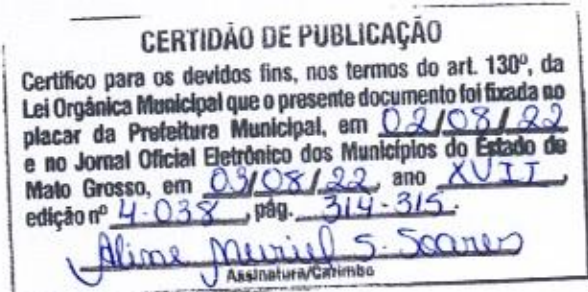 CERTIDÃO DE PUBLICAÇÃO
Certifico para os devidos fins, nos termos do art. 130º, da
Lei Orgânica Municipal que o presente documento foi fixada no
placar da Prefeitura Municipal, em 02/08/22
e no Jornal Oficial Eletrônico dos Municípios do Estado de
Mato Grosso, em 03/08/22, ano XVII,
edição nº 4.038, pág. 314-315.
Aline Meiriel S. Soares
Assinatura/Carimbo